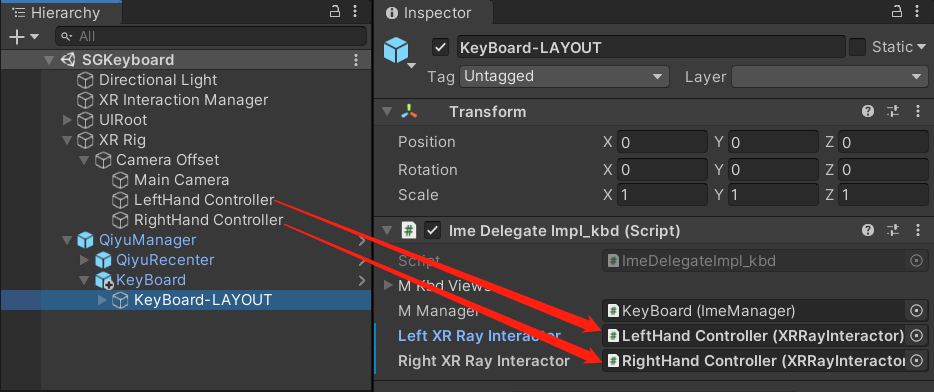 Hierarchy
All
SGKeyboard
Directional Light
XR Interaction Manager
UIRoot
XR Rig
Camera Offset
Main Camera
LeftHand Controller
RightHand Controller
QiyuManager
QiyuRecenter
KeyBoard
KeyBoard-LAYOUT
Inspector
KeyBoard-LAYOUT
Static
Tag Untagged Layer
Transform
Position X 0 Y 0 Z 0
Rotation X 0 Y 0 Z 0
Scale X 1 Y 1 Z 1
# Ime Delegate Impl_kbd (Script)
Script # ImeDelegateImpl_kbd
M Kbd Views
M Manager # KeyBoard (ImeManager)
Left XR Ray Interactor # LeftHand Controller (XRRayInteractor)
Right XR Ray Interactor # RightHand Controller (XRRayInteractor